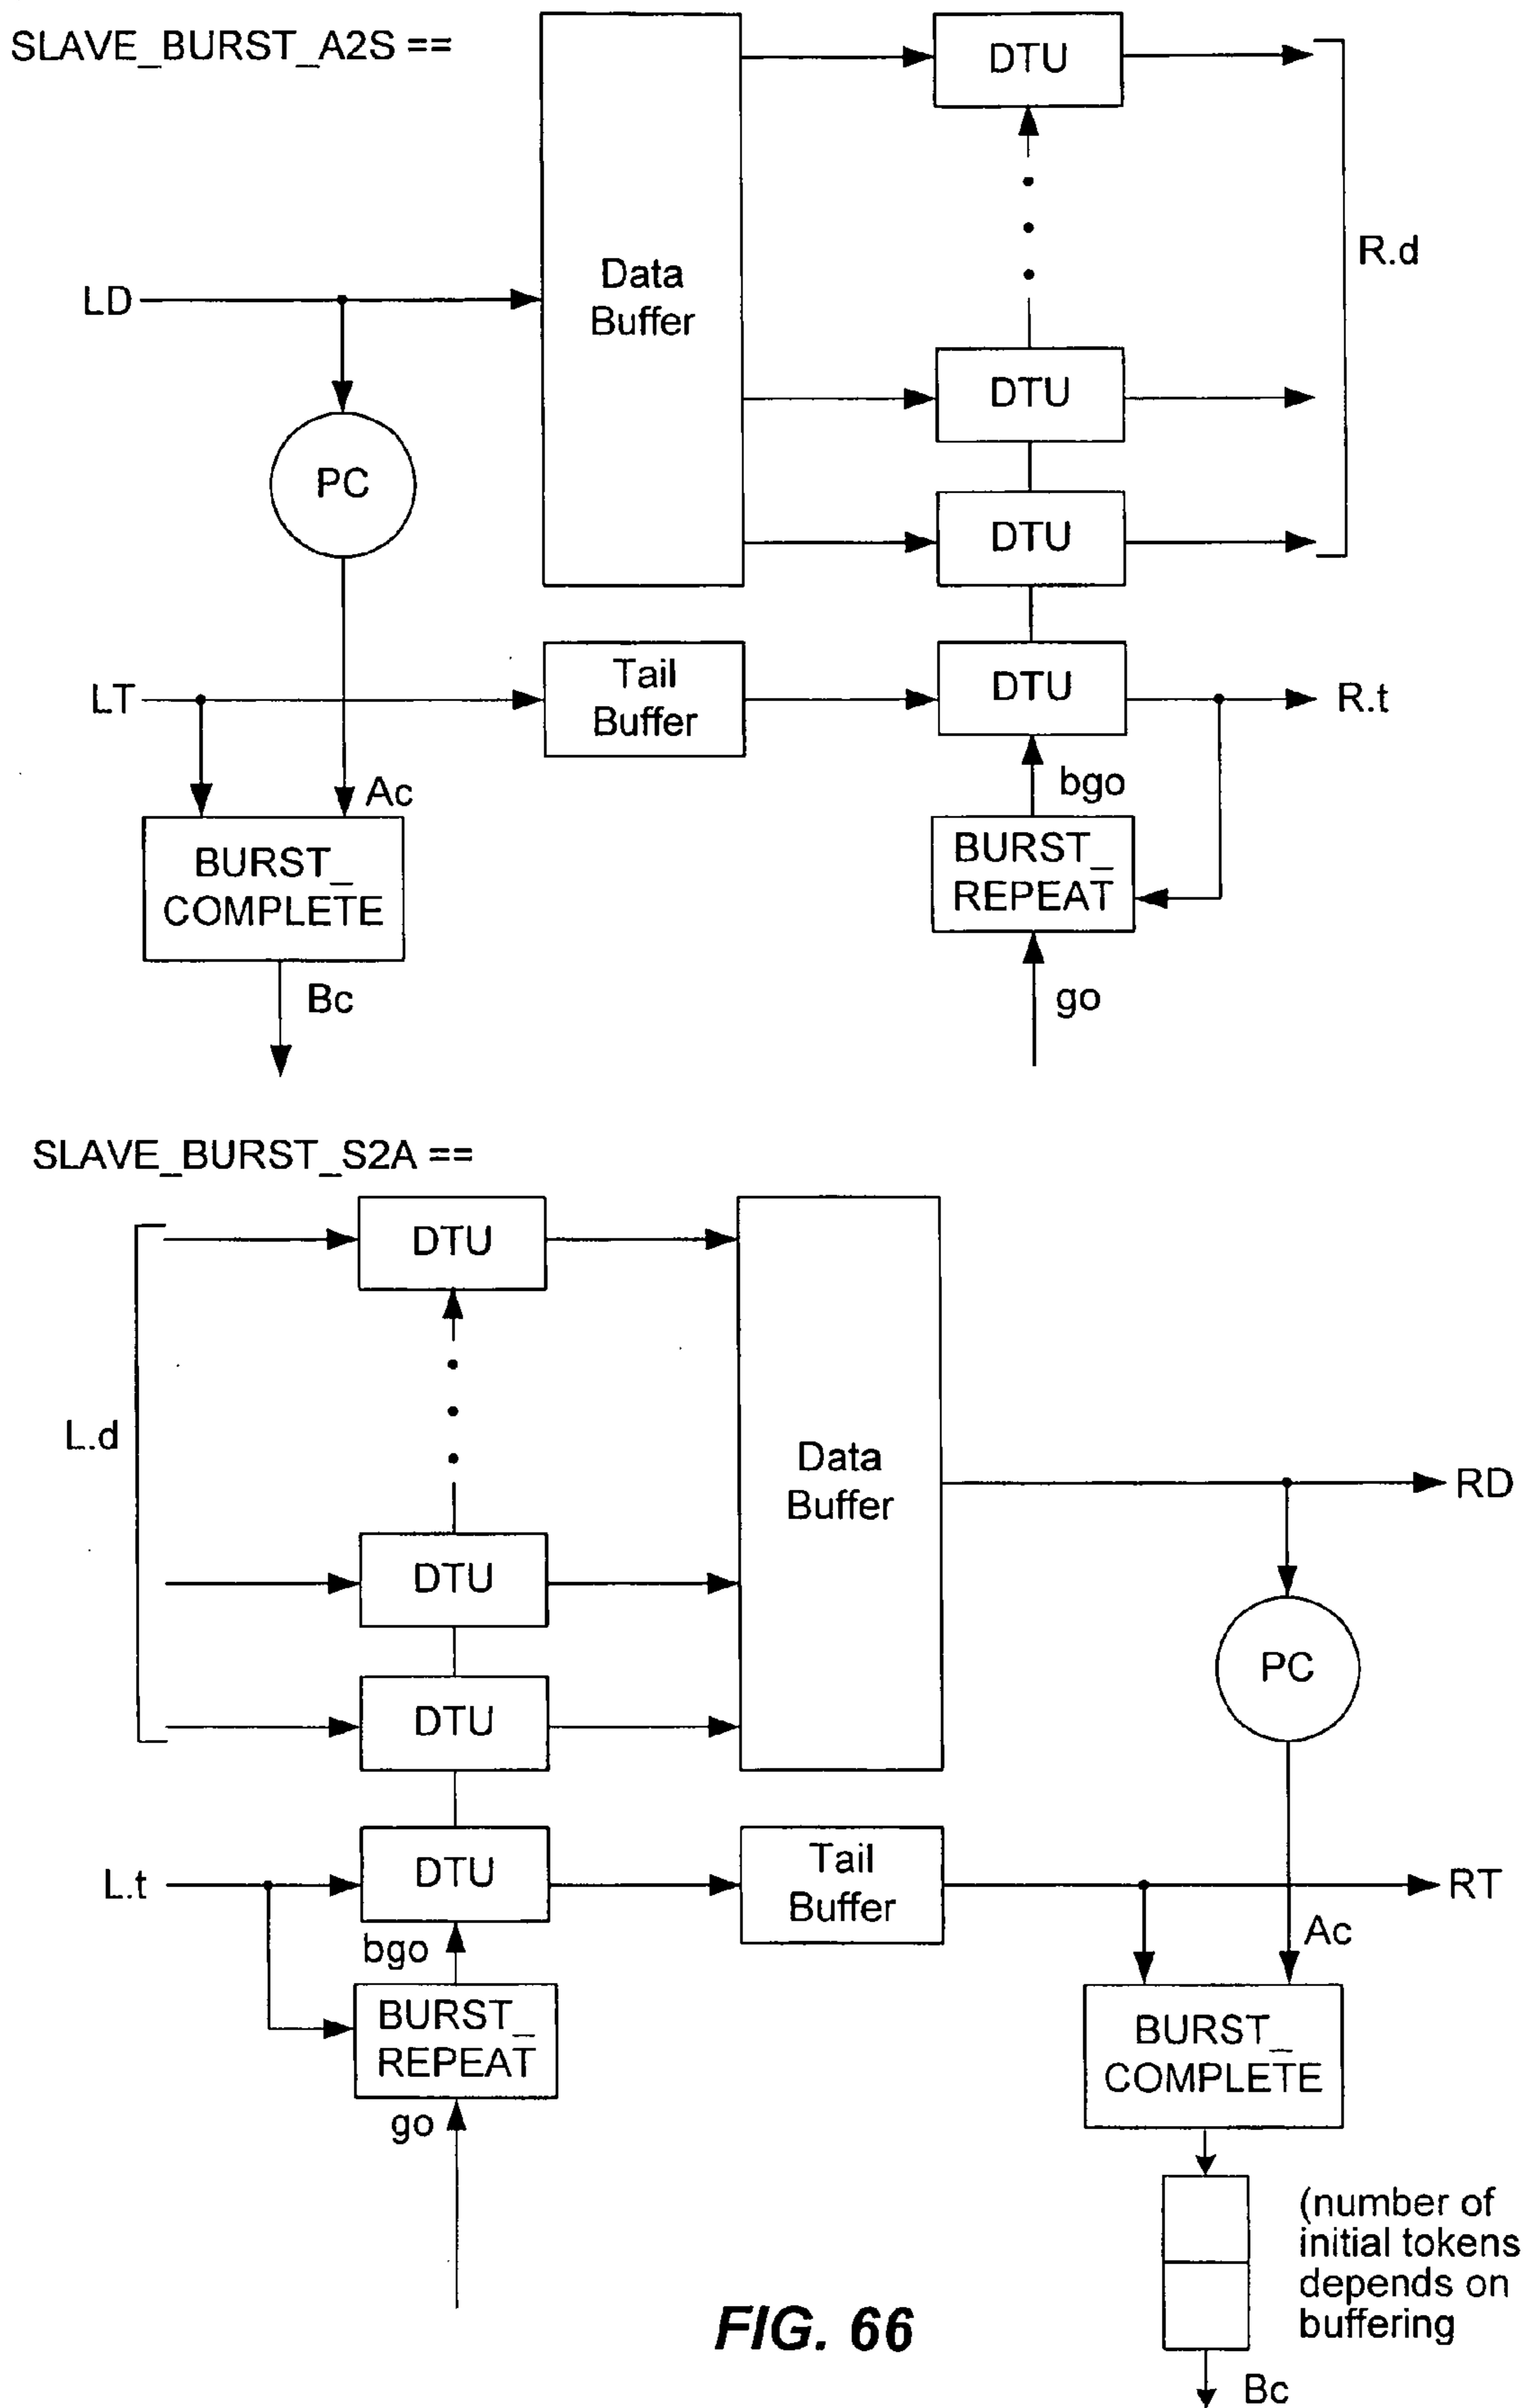 SLAVE_BURST_A2S ==
DTU
R.d
Data
Buffer
LD
DTU
PC
DTU
LT
Tail
Buffer
DTU
R.t
Ac
bgo
BURST_
COMPLETE
BURST_
REPEAT
Bc
go
SLAVE_BURST_S2A ==
DTU
L.d
Data
Buffer
RD
DTU
PC
DTU
L.t
DTU
Tail
Buffer
RT
bgo
Ac
BURST_
REPEAT
BURST_
COMPLETE
go
(number of
initial tokens
depends on
buffering
FIG. 66
Bc